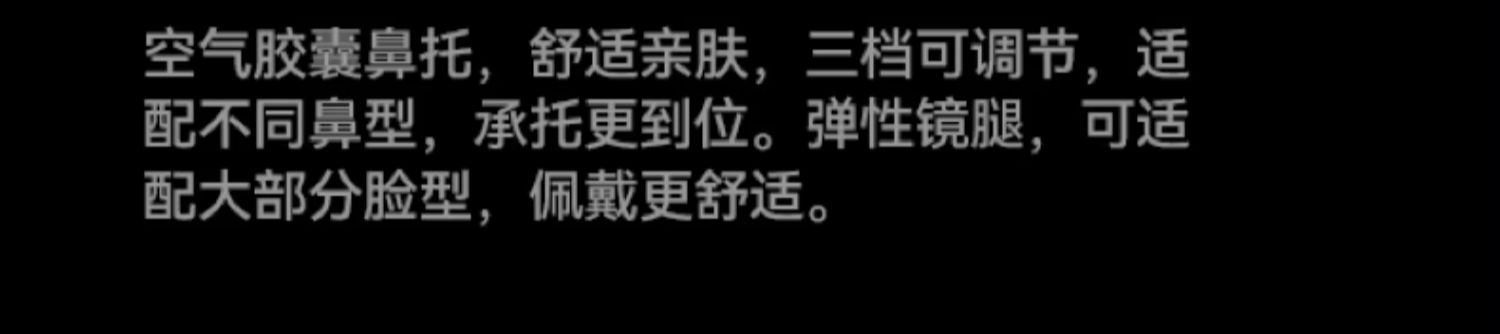 空气胶囊鼻托，舒适亲肤，三档可调节，适
配不同鼻型，承托更到位。弹性镜腿，可适
配大部分脸型，佩戴更舒适。